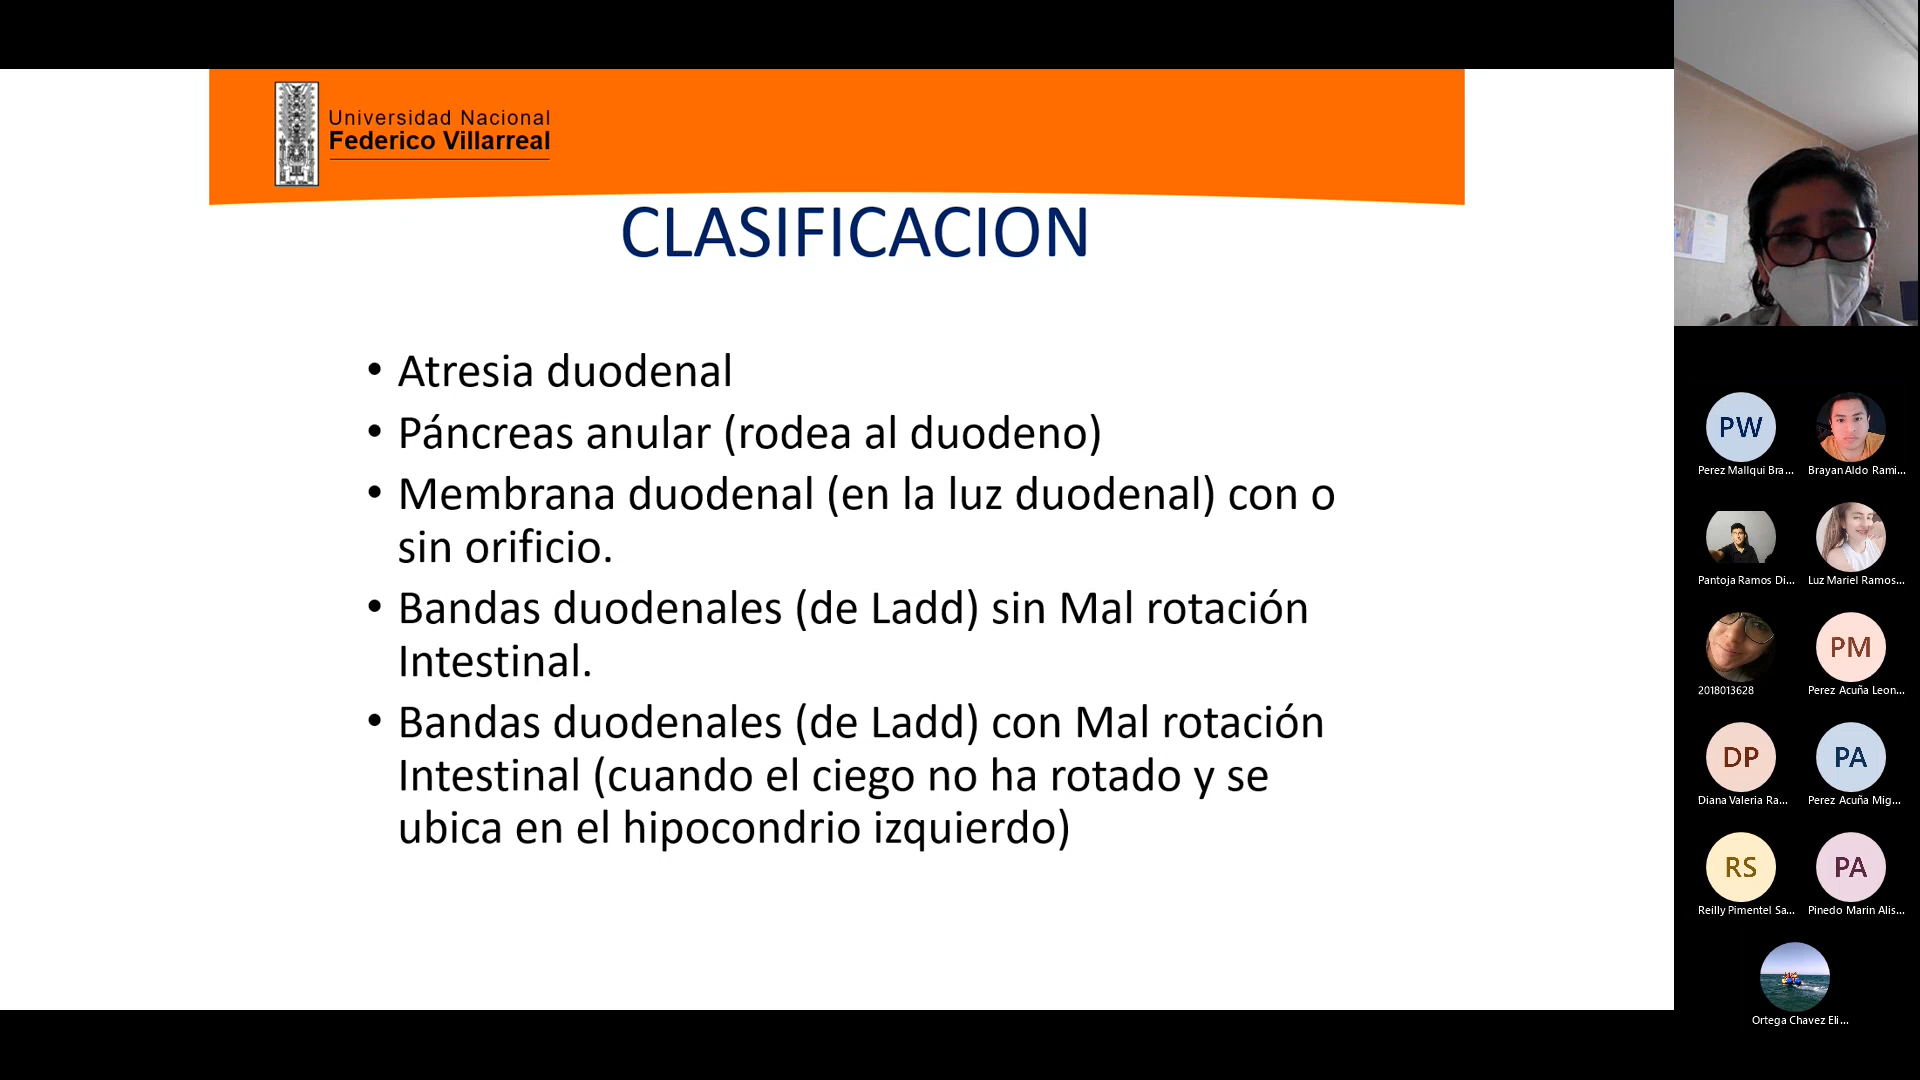 Universidad Nacional
Federico Villarreal
CLASIFICACION
• Atresia duodenal
• Páncreas anular (rodea al duodeno)
• Membrana duodenal (en la luz duodenal) con o
sin orificio.
• Bandas duodenales (de Ladd) sin Mal rotación
Intestinal.
• Bandas duodenales (de Ladd) con Mal rotación
Intestinal (cuando el ciego no ha rotado y se
ubica en el hipocondrio izquierdo)
PW
Perez Mallqui Bra...
Brayan Aldo Rami...
Pantoja Ramos Di...
Luz Mariel Ramos...
2018013628
PM
Perez Acuña Leon...
DP
Diana Valeria Ra...
PA
Perez Acuña Mig...
RS
Reilly Pimentel Sa...
PA
Pinedo Marin Alis...
Ortega Chavez Eli...